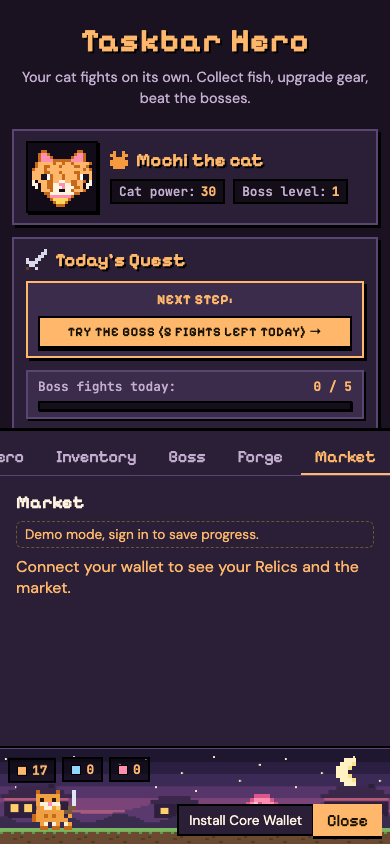 Taskbar Hero
Your cat fights on its own. Collect fish, upgrade gear,
beat the bosses.
Mochi the cat
Cat power: 30
Boss level: 1
Today's Quest
NEXT STEP:
TRY THE BOSS (5 FIGHTS LEFT TODAY) →
Boss fights today:
0 / 5
ero Inventory Boss Forge Market
Market
Demo mode, sign in to save progress.
Connect your wallet to see your Relics and the
market.
17 0 0
Install Core Wallet Close